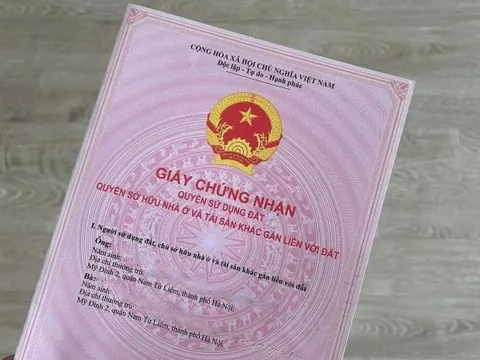 CỘNG HÒA XÃ HỘI CHỦ NGHĨA VIỆT NAM
Độc lập - Tự do - Hạnh phúc
GIẤY CHỨNG NHẬN
QUYỀN SỬ DỤNG ĐẤT
QUYỀN SỞ HỮU NHÀ Ở VÀ TÀI SẢN KHÁC GẮN LIỀN VỚI ĐẤT
I. Người sử dụng đất, chủ sở hữu nhà ở và tài sản khác gắn liền với đất
Ông:
Năm sinh:
Địa chỉ thường trú:
Mỹ Đình 2, quận Nam Từ Liêm, thành phố Hà Nội.
Bà:
Năm sinh:
Địa chỉ thường trú:
Mỹ Đình 2, quận Nam Từ Liêm, thành phố Hà Nội.